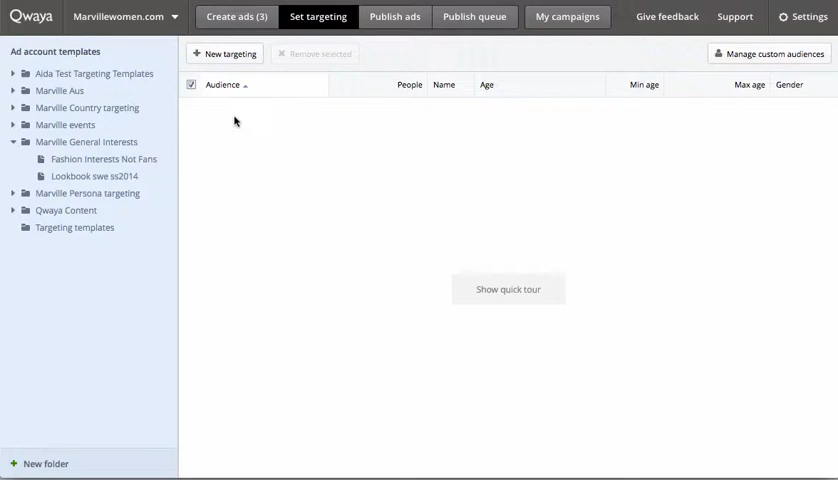 Qwaya Marvillewomen.com Create ads (3) Set targeting Publish ads Publish queue My campaigns Give feedback Support Settings
Ad account templates
Aida Test Targeting Templates
Marville Aus
Marville Country targeting
Marville events
Marville General Interests
Fashion Interests Not Fans
Lookbook swe ss2014
Marville Persona targeting
Qwaya Content
Targeting templates
New folder
New targeting Remove selected Manage custom audiences
Audience People Name Age Min age Max age Gender
Show quick tour